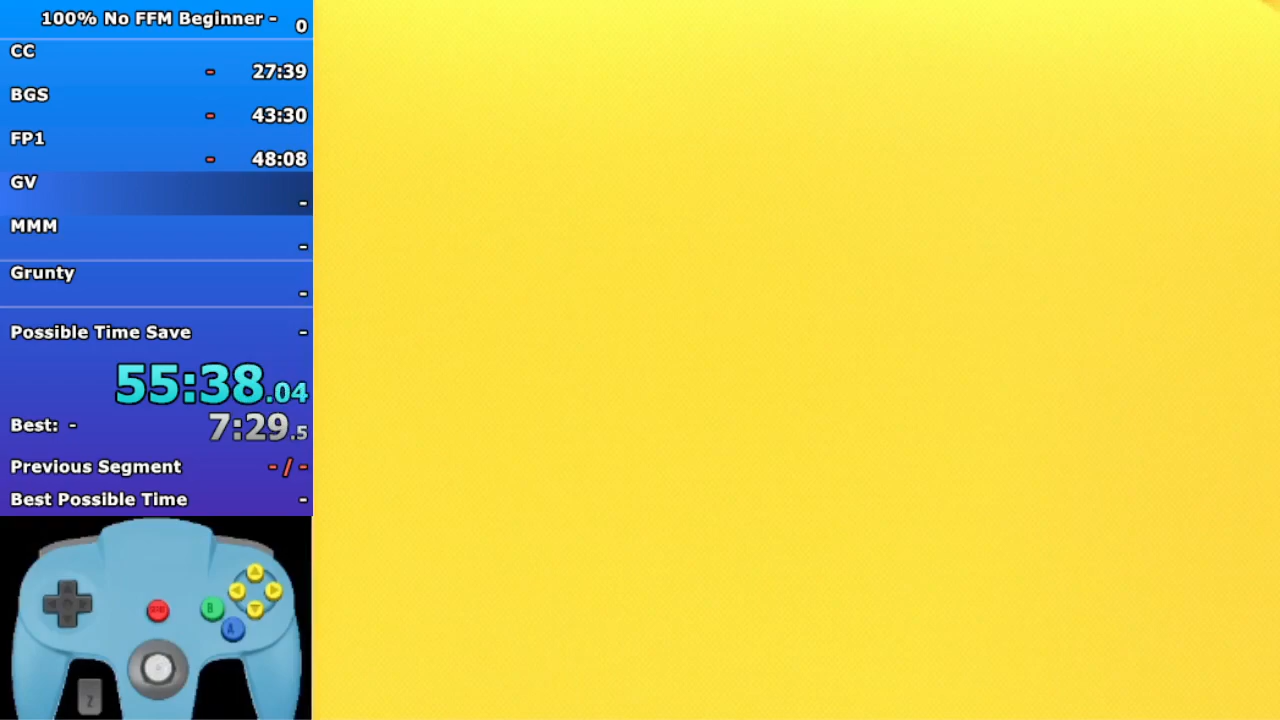 100% No FFM Beginner - 0
CC
- 27:39
BGS
- 43:30
FP1
- 48:08
GV
-
MMM
-
Grunty
-
Possible Time Save -
55:38.04
Best: - 7:29.5
Previous Segment - / -
Best Possible Time -
B
A
Z